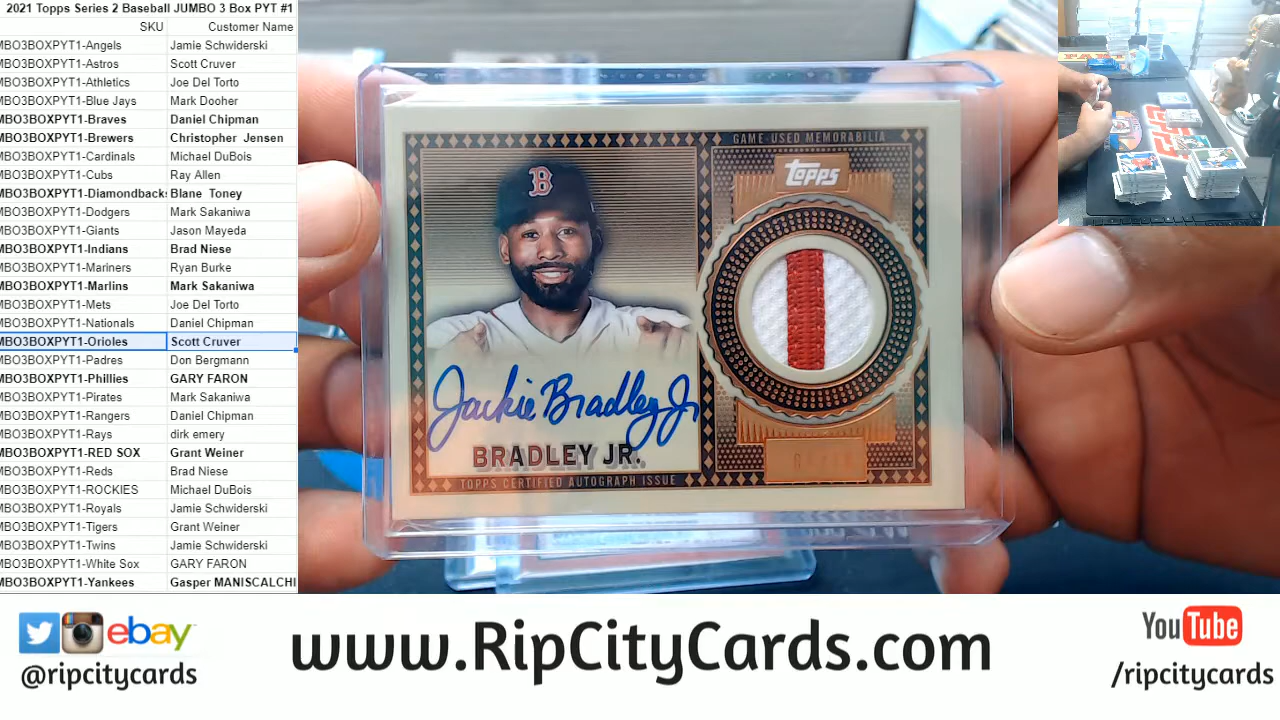 2021 Topps Series 2 Baseball JUMBO 3 Box PYT #1
SKU Customer Name
MBO3BOXPYT1-Angels Jamie Schwiderski
MBO3BOXPYT1-Astros Scott Cruver
MBO3BOXPYT1-Athletics Joe Del Torto
MBO3BOXPYT1-Blue Jays Mark Dooher
MBO3BOXPYT1-Braves Daniel Chipman
MBO3BOXPYT1-Brewers Christopher Jensen
MBO3BOXPYT1-Cardinals Michael DuBois
MBO3BOXPYT1-Cubs Ray Allen
MBO3BOXPYT1-Diamondbacks Blane Toney
MBO3BOXPYT1-Dodgers Mark Sakaniwa
MBO3BOXPYT1-Giants Jason Mayeda
MBO3BOXPYT1-Indians Brad Niese
MBO3BOXPYT1-Mariners Ryan Burke
MBO3BOXPYT1-Marlins Mark Sakaniwa
MBO3BOXPYT1-Mets Joe Del Torto
MBO3BOXPYT1-Nationals Daniel Chipman
MBO3BOXPYT1-Orioles Scott Cruver
MBO3BOXPYT1-Padres Don Bergmann
MBO3BOXPYT1-Phillies GARY FARON
MBO3BOXPYT1-Pirates Mark Sakaniwa
MBO3BOXPYT1-Rangers Daniel Chipman
MBO3BOXPYT1-Rays dirk emery
MBO3BOXPYT1-RED SOX Grant Weiner
MBO3BOXPYT1-Reds Brad Niese
MBO3BOXPYT1-ROCKIES Michael DuBois
MBO3BOXPYT1-Royals Jamie Schwiderski
MBO3BOXPYT1-Tigers Grant Weiner
MBO3BOXPYT1-Twins Jamie Schwiderski
MBO3BOXPYT1-White Sox GARY FARON
MBO3BOXPYT1-Yankees Gasper MANISCALCHI
GAME-USED MEMORABILIA
Topps
B
Jackie Bradley Jr
BRADLEY JR.
TOPPS CERTIFIED AUTOGRAPH ISSUE
ebay
@ripcitycards
www.RipCityCards.com
YouTube
/ripcitycards